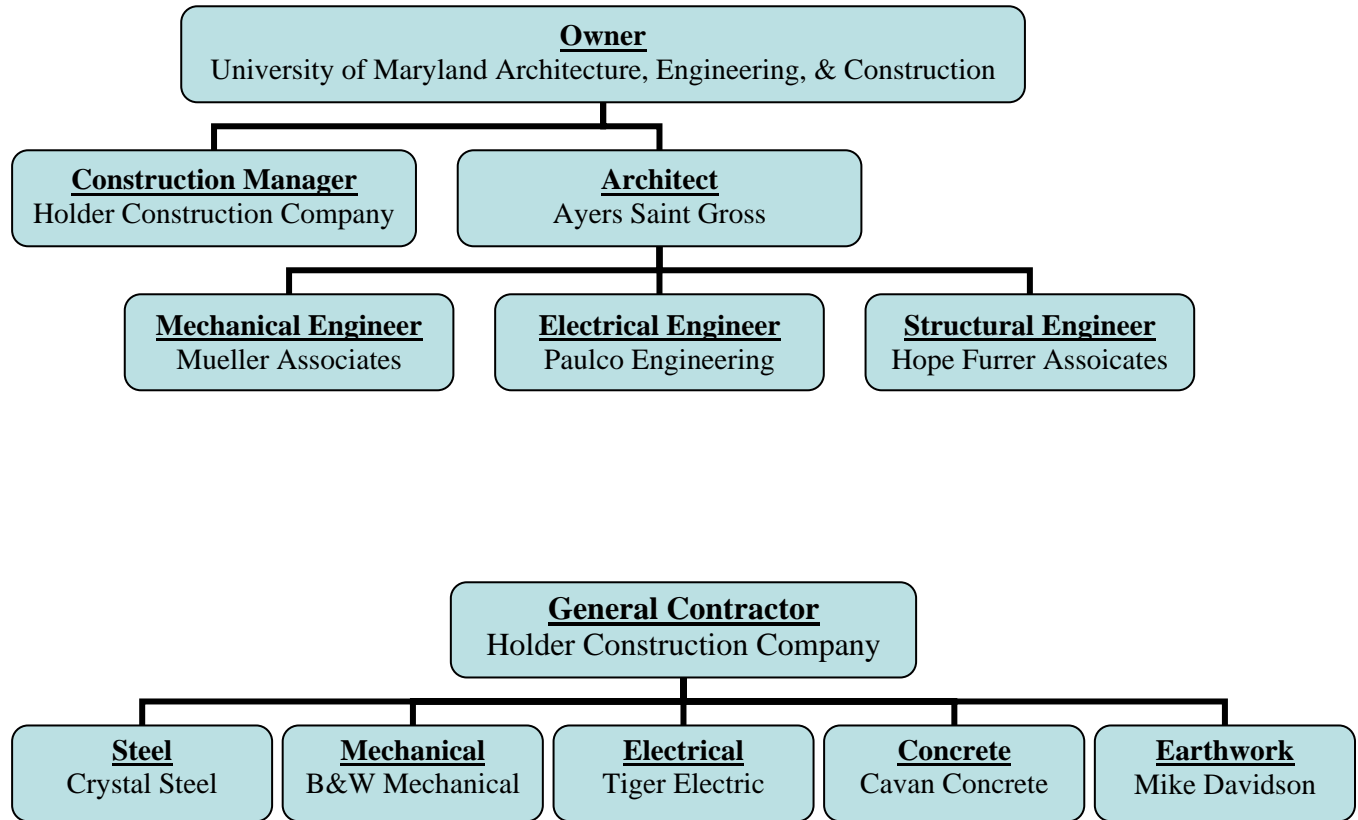 Owner
University of Maryland Architecture, Engineering, & Construction
Construction Manager
Holder Construction Company
Architect
Ayers Saint Gross
Mechanical Engineer
Mueller Associates
Electrical Engineer
Paulco Engineering
Structural Engineer
Hope Furrer Assoicates
General Contractor
Holder Construction Company
Steel
Crystal Steel
Mechanical
B&W Mechanical
Electrical
Tiger Electric
Concrete
Cavan Concrete
Earthwork
Mike Davidson